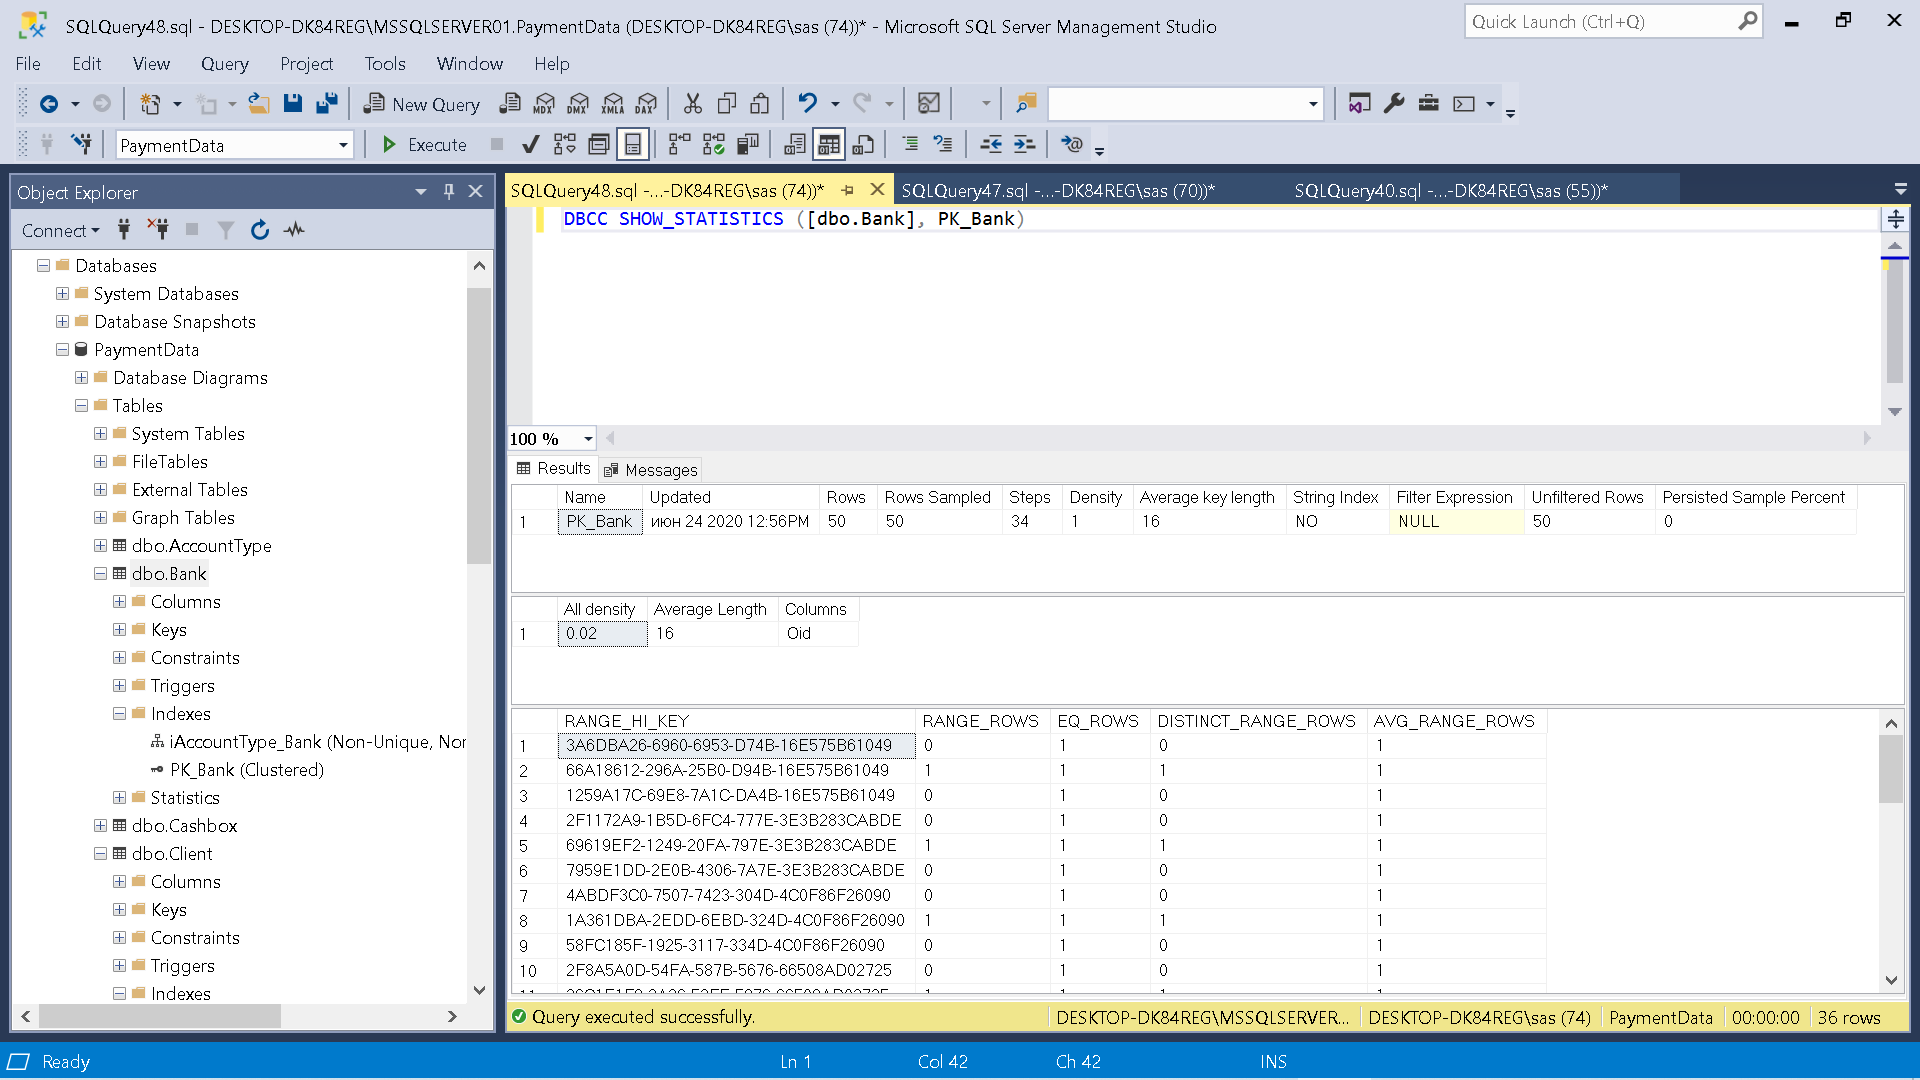 SQLQuery48.sql - DESKTOP-DK84REG\MSSQLSERVER01.PaymentData (DESKTOP-DK84REG\sas (74))* - Microsoft SQL Server Management Studio
Quick Launch (Ctrl+Q)
File Edit View Query Project Tools Window Help
New Query MDX DMX XMLA DAX
PaymentData Execute
Object Explorer
Connect
Databases
System Databases
Database Snapshots
PaymentData
Database Diagrams
Tables
System Tables
FileTables
External Tables
Graph Tables
dbo.AccountType
dbo.Bank
Columns
Keys
Constraints
Triggers
Indexes
iAccountType_Bank (Non-Unique, Nor
PK_Bank (Clustered)
Statistics
dbo.Cashbox
dbo.Client
Columns
Keys
Constraints
Triggers
Indexes
SQLQuery48.sql -...-DK84REG\sas (74))* SQLQuery47.sql -...-DK84REG\sas (70))* SQLQuery40.sql -...-DK84REG\sas (55))*
DBCC SHOW_STATISTICS ([dbo.Bank], PK_Bank)
100 %
Results Messages
Name Updated Rows Rows Sampled Steps Density Average key length String Index Filter Expression Unfiltered Rows Persisted Sample Percent
1 PK_Bank июн 24 2020 12:56PM 50 50 34 1 16 NO NULL 50 0
All density Average Length Columns
1 0.02 16 Oid
RANGE_HI_KEY RANGE_ROWS EQ_ROWS DISTINCT_RANGE_ROWS AVG_RANGE_ROWS
1 3A6DBA26-6960-6953-D74B-16E575B61049 0 1 0 1
2 66A18612-296A-25B0-D94B-16E575B61049 1 1 1 1
3 1259A17C-69E8-7A1C-DA4B-16E575B61049 0 1 0 1
4 2F1172A9-1B5D-6FC4-777E-3E3B283CABDE 0 1 0 1
5 69619EF2-1249-20FA-797E-3E3B283CABDE 1 1 1 1
6 7959E1DD-2E0B-4306-7A7E-3E3B283CABDE 0 1 0 1
7 4ABDF3C0-7507-7423-304D-4C0F86F26090 0 1 0 1
8 1A361DBA-2EDD-6EBD-324D-4C0F86F26090 1 1 1 1
9 58FC185F-1925-3117-334D-4C0F86F26090 0 1 0 1
10 2F8A5A0D-54FA-587B-5676-66508AD02725 0 1 0 1
Query executed successfully. DESKTOP-DK84REG\MSSQLSERVER... DESKTOP-DK84REG\sas (74) PaymentData 00:00:00 36 rows
Ready Ln 1 Col 42 Ch 42 INS